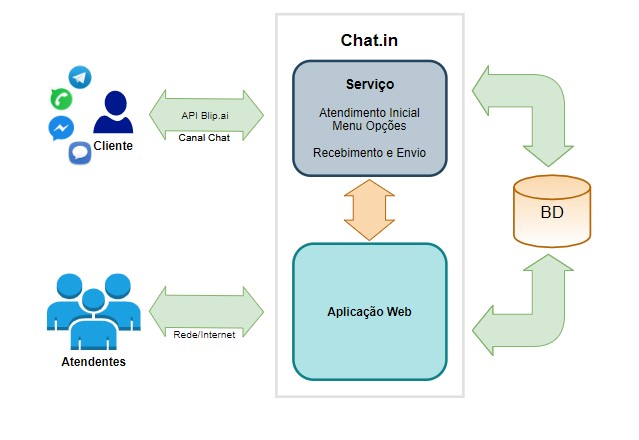 Chat.in
Serviço
Atendimento Inicial
Menu Opções
Recebimento e Envio
API Blip.ai
Canal Chat
Cliente
BD
Aplicação Web
Rede/Internet
Atendentes